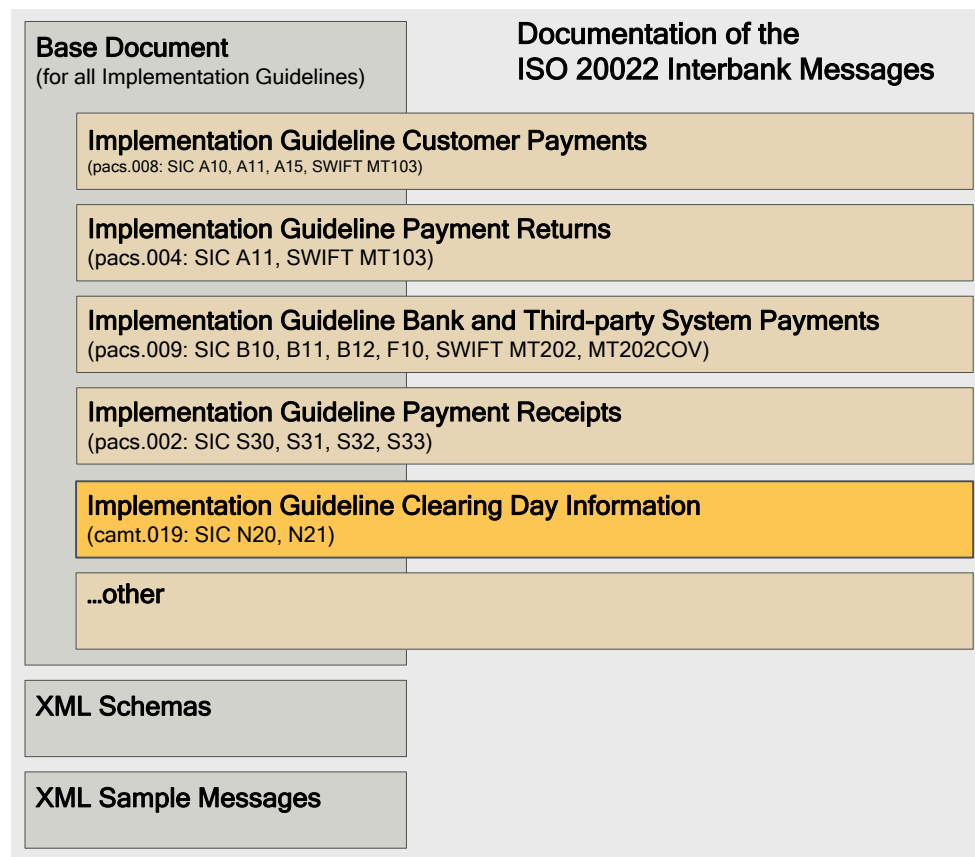 Base Document
(for all Implementation Guidelines)
Documentation of the
ISO 20022 Interbank Messages
Implementation Guideline Customer Payments
(pacs.008: SIC A10, A11, A15, SWIFT MT103)
Implementation Guideline Payment Returns
(pacs.004: SIC A11, SWIFT MT103)
Implementation Guideline Bank and Third-party System Payments
(pacs.009: SIC B10, B11, B12, F10, SWIFT MT202, MT202COV)
Implementation Guideline Payment Receipts
(pacs.002: SIC S30, S31, S32, S33)
Implementation Guideline Clearing Day Information
(camt.019: SIC N20, N21)
...other
XML Schemas
XML Sample Messages